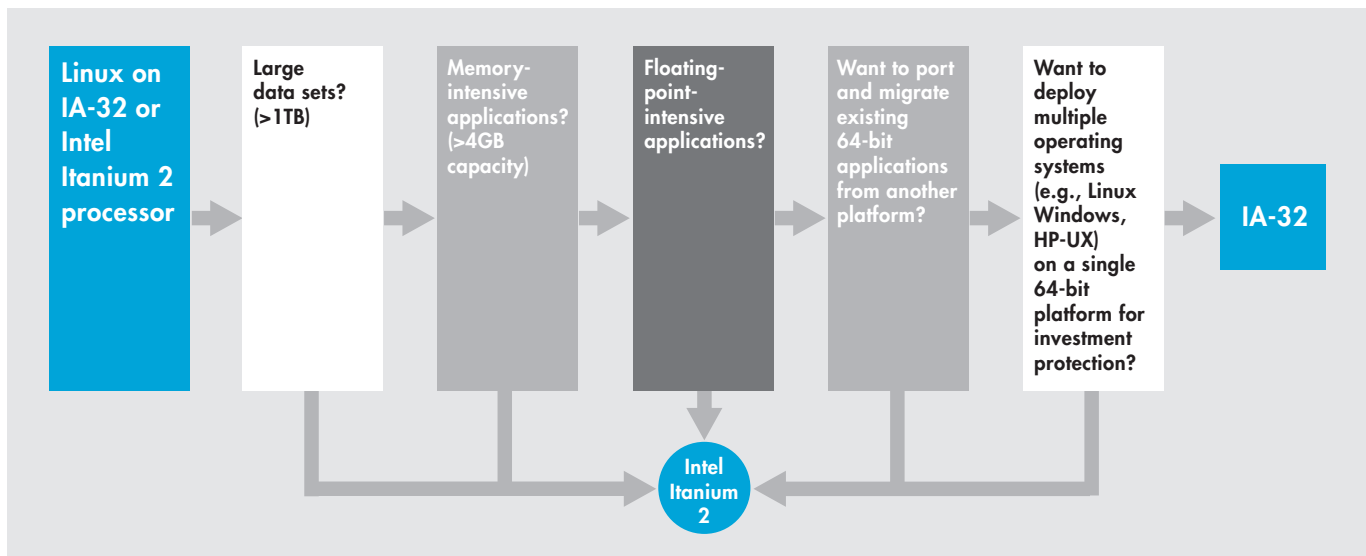 Linux on
IA-32 or
Intel
Itanium 2
processor
Large
data sets?
(>1TB)
Memory-
intensive
applications?
(>4GB
capacity)
Floating-
point-
intensive
applications?
Want to port
and migrate
existing
64-bit
applications
from another
platform?
Want to
deploy
multiple
operating
systems
(e.g., Linux
Windows,
HP-UX)
on a single
64-bit
platform for
investment
protection?
IA-32
Intel
Itanium
2